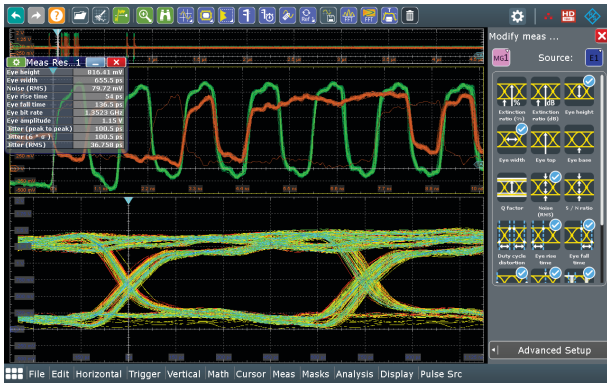 HD
Modify meas ...
MG1
Source:
E1
Meas Res...1
Eye height 816.41 mV
Eye width 655.5 ps
Noise (RMS) 79.72 mV
Eye rise time 54 ps
Eye fall time 136.5 ps
Eye bit rate 1.3523 GHz
Eye amplitude 1.15 V
Jitter (peak to peak) 100.5 ps
Jitter (6 * σ ) 100.5 ps
Jitter (RMS) 36.758 ps
Extinction ratio (%)
Extinction ratio (dB)
Eye height
Eye width
Eye top
Eye base
Q factor
Noise (RMS)
S / N ratio
Duty cycle distortion
Eye rise time
Eye fall time
Advanced Setup
File Edit Horizontal Trigger Vertical Math Cursor Meas Masks Analysis Display Pulse Src